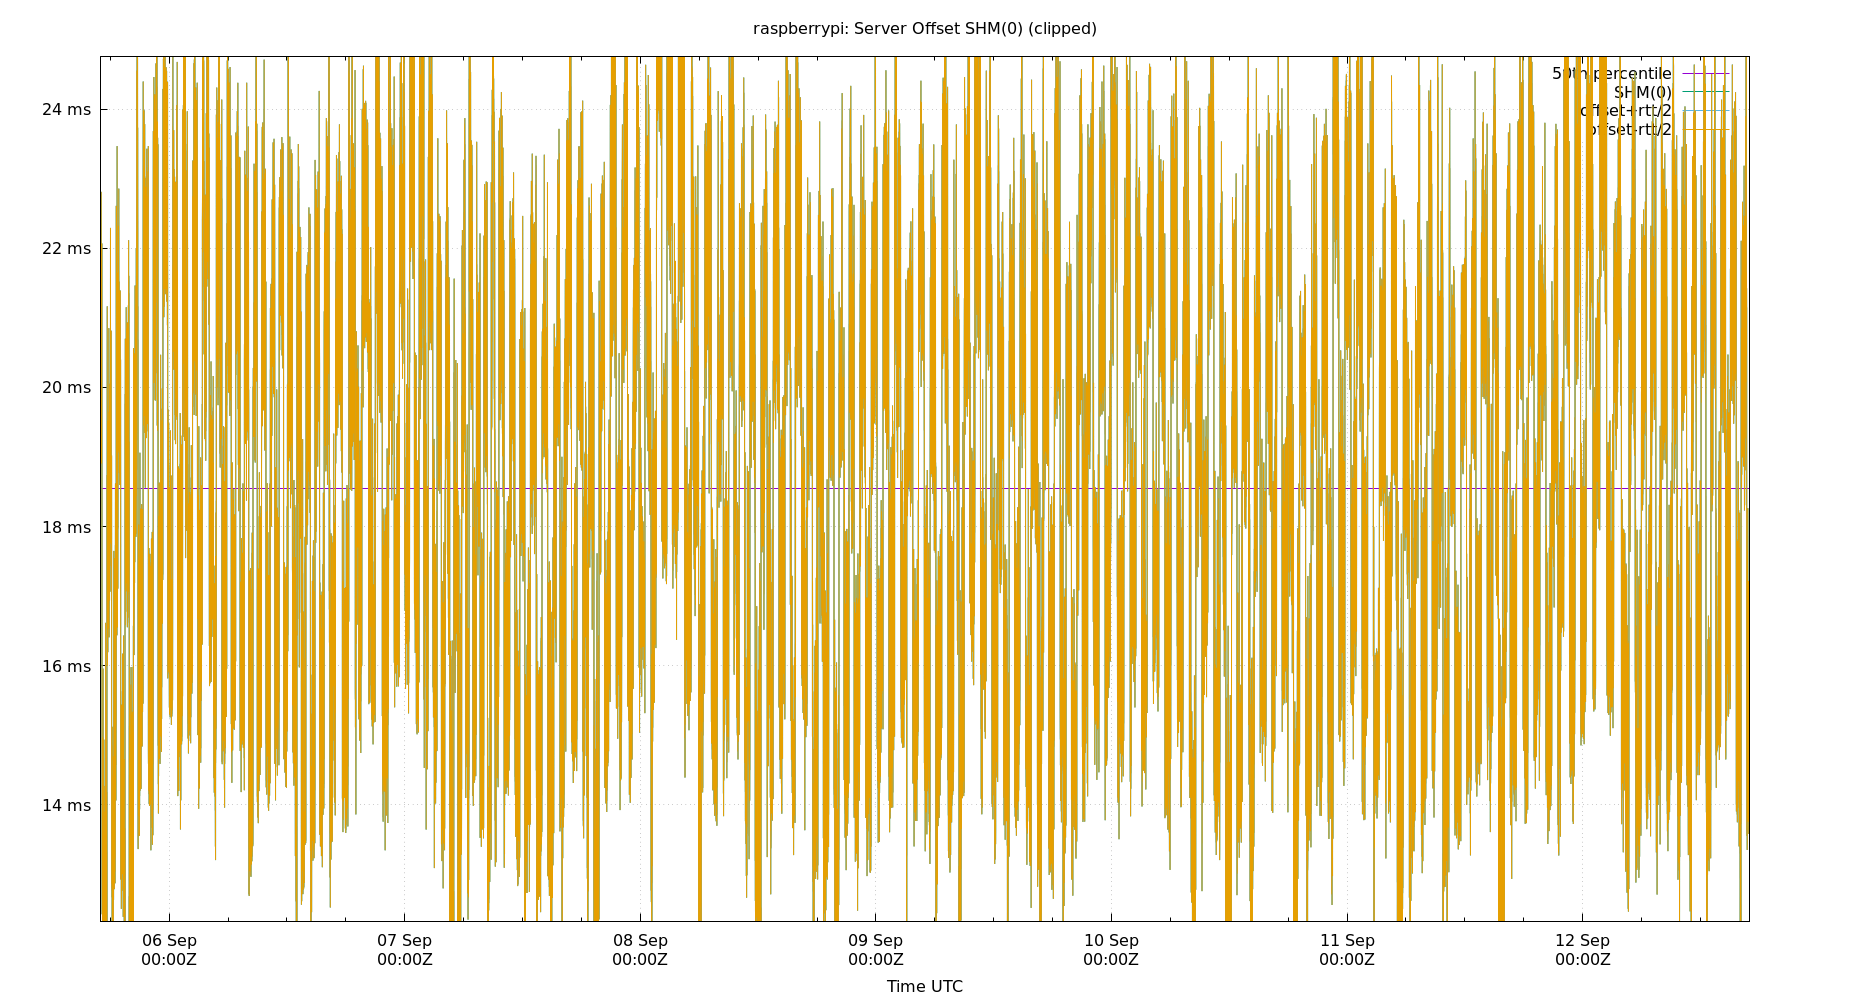 raspberrypi: Server Offset SHM(0) (clipped)
50th percentile
SHM(0)
offset+rtt/2
offset-rtt/2
24 ms
22 ms
20 ms
18 ms
16 ms
14 ms
06 Sep 07 Sep 08 Sep 09 Sep 10 Sep 11 Sep 12 Sep
00:00Z 00:00Z 00:00Z 00:00Z 00:00Z 00:00Z 00:00Z
Time UTC